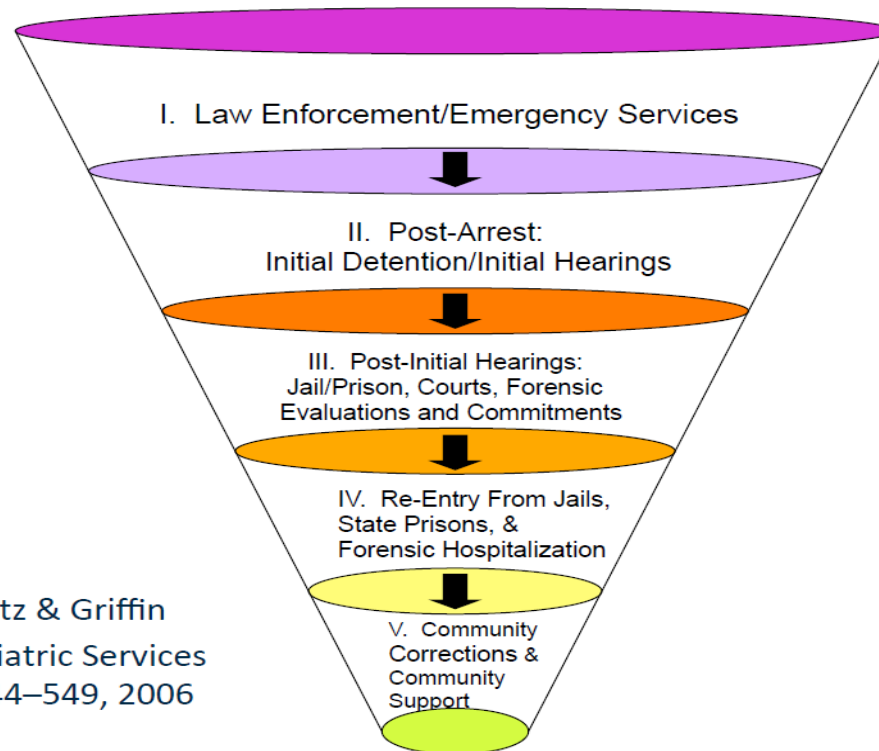 I. Law Enforcement/Emergency Services
II. Post-Arrest:
Initial Detention/Initial Hearings
III. Post-Initial Hearings:
Jail/Prison, Courts, Forensic
Evaluations and Commitments
IV. Re-Entry From Jails,
State Prisons, &
Forensic Hospitalization
V. Community
Corrections &
Community
Support
tz & Griffin
iatric Services
4–549, 2006